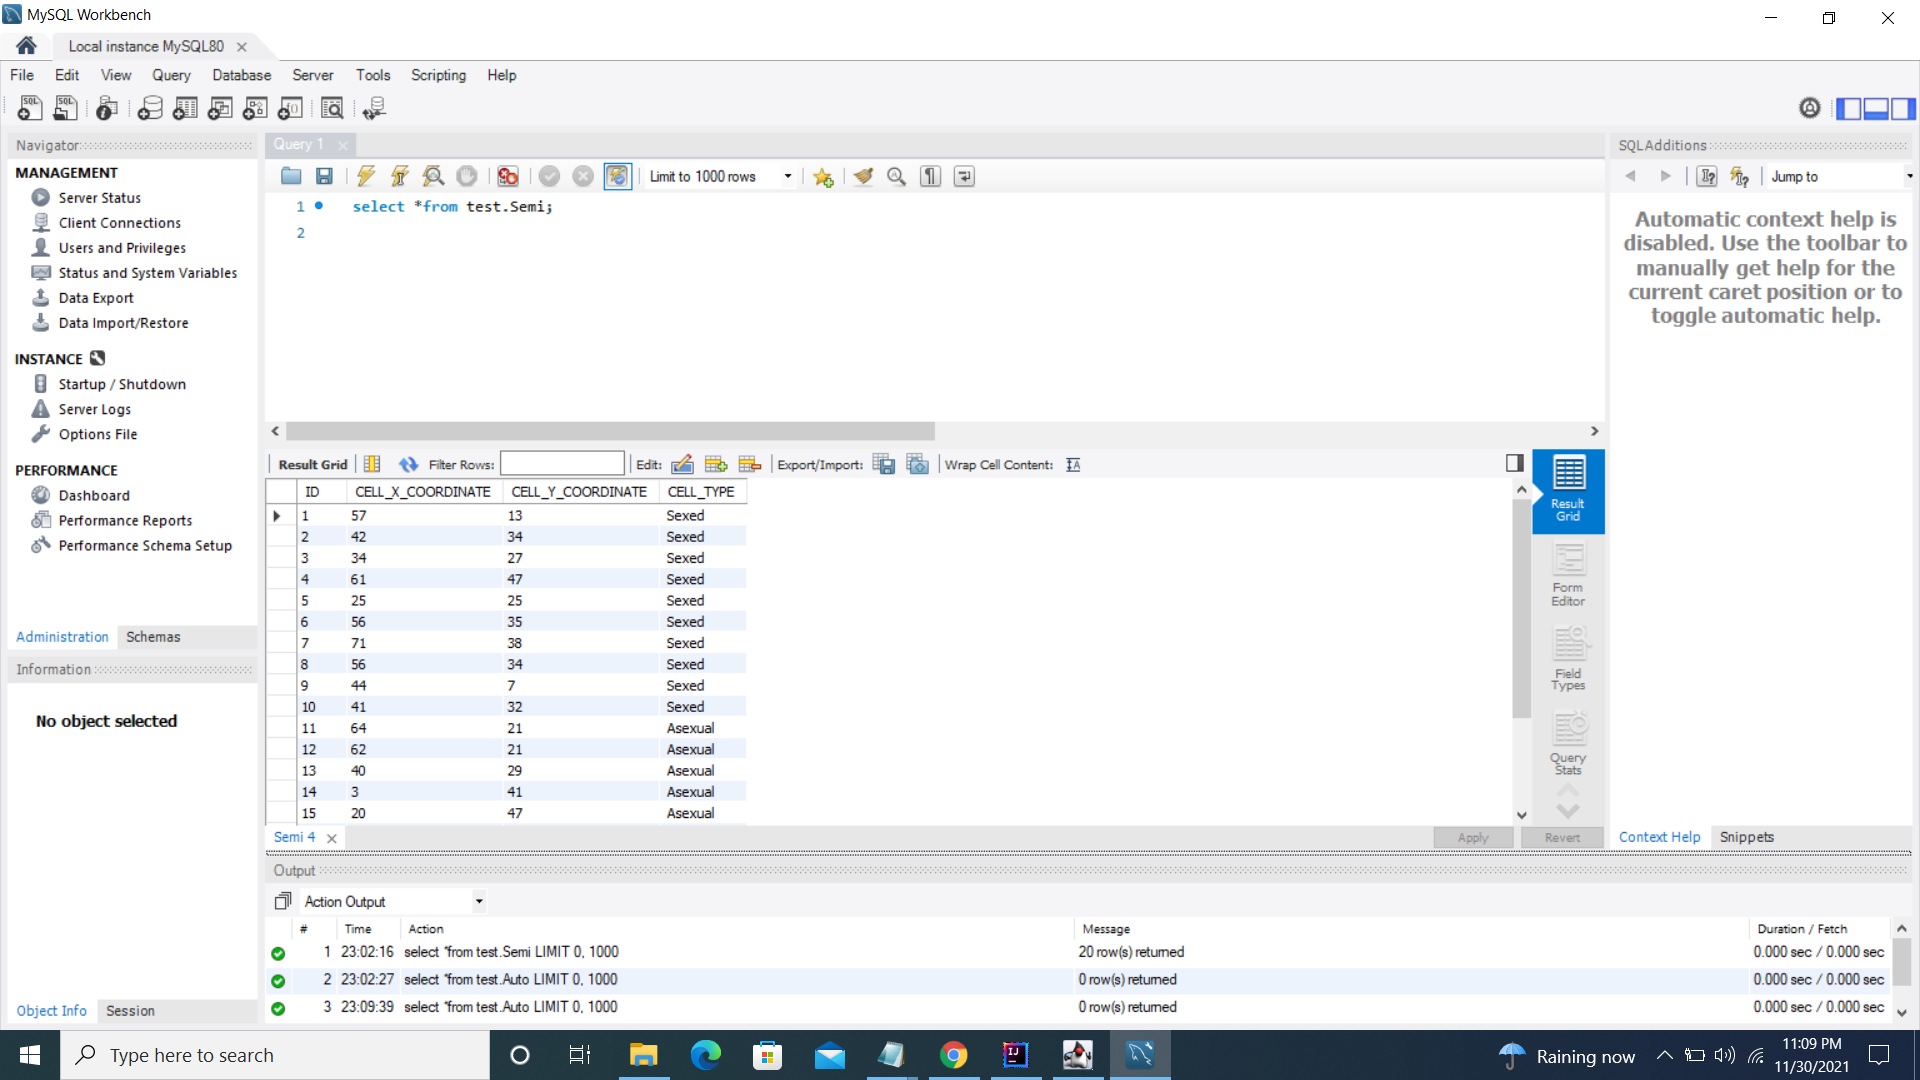 MySQL Workbench
Local instance MySQL80
File Edit View Query Database Server Tools Scripting Help
Navigator
MANAGEMENT
Server Status
Client Connections
Users and Privileges
Status and System Variables
Data Export
Data Import/Restore
INSTANCE
Startup / Shutdown
Server Logs
Options File
PERFORMANCE
Dashboard
Performance Reports
Performance Schema Setup
Administration Schemas
Information
No object selected
Object Info Session
Query 1
Limit to 1000 rows
1 select *from test.Semi;
2
Result Grid Filter Rows: Edit: Export/Import: Wrap Cell Content:
ID CELL_X_COORDINATE CELL_Y_COORDINATE CELL_TYPE
1 57 13 Sexed
2 42 34 Sexed
3 34 27 Sexed
4 61 47 Sexed
5 25 25 Sexed
6 56 35 Sexed
7 71 38 Sexed
8 56 34 Sexed
9 44 7 Sexed
10 41 32 Sexed
11 64 21 Asexual
12 62 21 Asexual
13 40 29 Asexual
14 3 41 Asexual
15 20 47 Asexual
Result
Grid
Form
Editor
Field
Types
Query
Stats
Semi 4
Apply Revert
SQLAdditions
Jump to
Automatic context help is
disabled. Use the toolbar to
manually get help for the
current caret position or to
toggle automatic help.
Context Help Snippets
Output
Action Output
# Time Action Message Duration / Fetch
1 23:02:16 select *from test.Semi LIMIT 0, 1000 20 row(s) returned 0.000 sec / 0.000 sec
2 23:02:27 select *from test.Auto LIMIT 0, 1000 0 row(s) returned 0.000 sec / 0.000 sec
3 23:09:39 select *from test.Auto LIMIT 0, 1000 0 row(s) returned 0.000 sec / 0.000 sec
Type here to search
Raining now
11:09 PM
11/30/2021